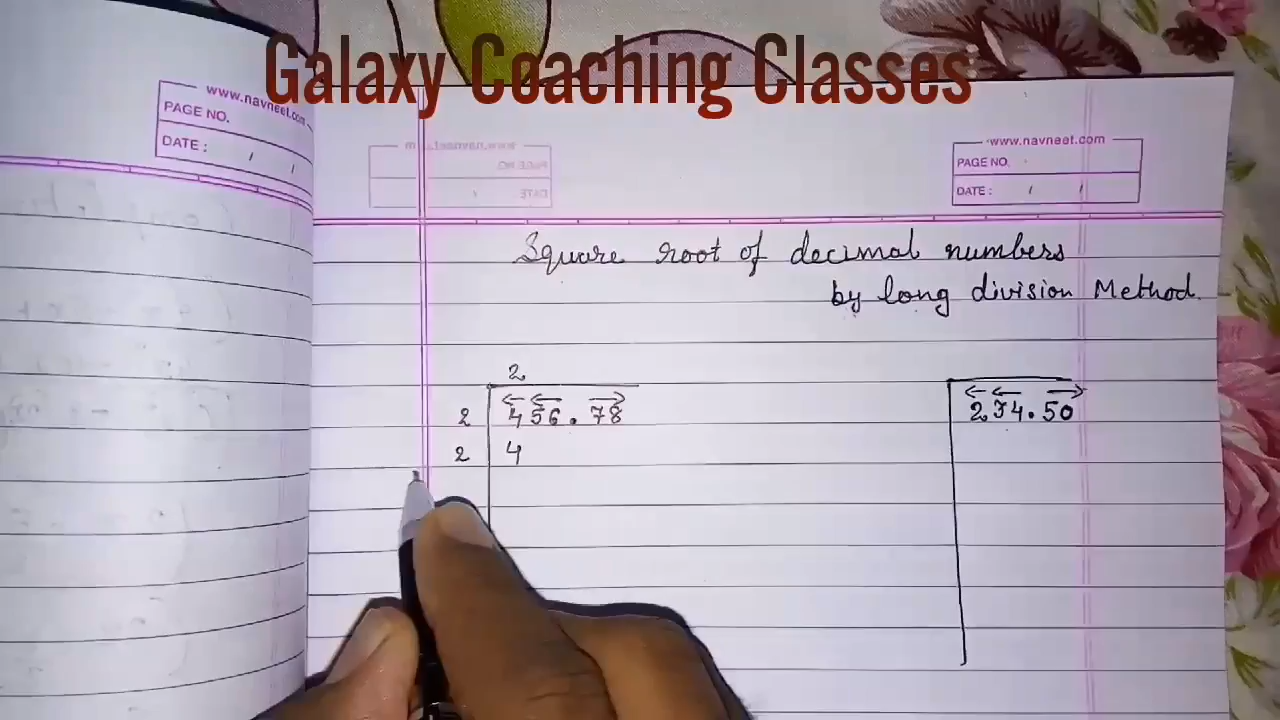 Galaxy Coaching Classes
www.navneet.com
PAGE NO.
DATE : / /
www.navneet.com
PAGE NO.
DATE : / /
Square root of decimal numbers
by long division Method.
2
2 456.78
2 4
234.50